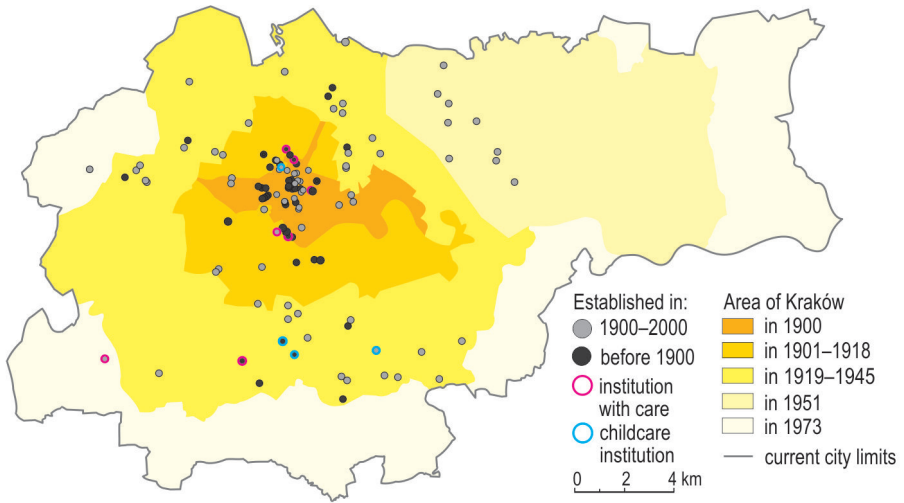 Established in:
1900–2000
before 1900
institution
with care
childcare
institution
0 2 4 km
Area of Kraków
in 1900
in 1901–1918
in 1919–1945
in 1951
in 1973
current city limits